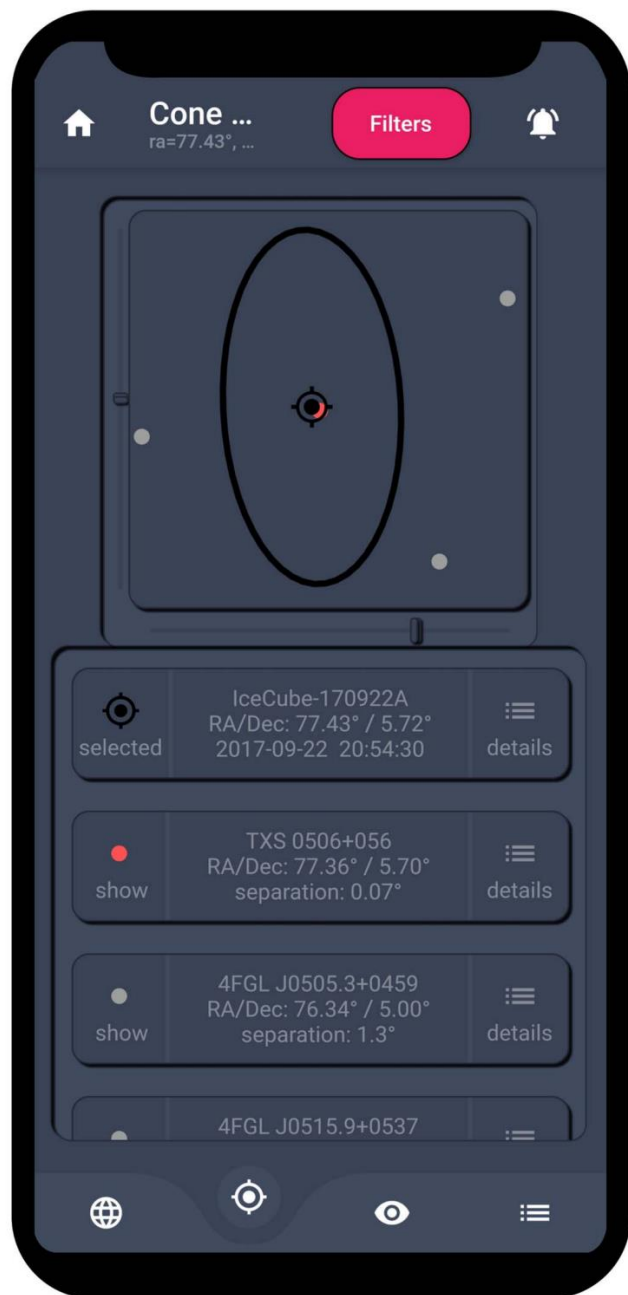 Cone ...
ra=77.43°, ...
Filters
IceCube-170922A
RA/Dec: 77.43° / 5.72°
2017-09-22 20:54:30
selected
details
TXS 0506+056
RA/Dec: 77.36° / 5.70°
separation: 0.07°
show
details
4FGL J0505.3+0459
RA/Dec: 76.34° / 5.00°
separation: 1.3°
show
details
4FGL J0515.9+0537